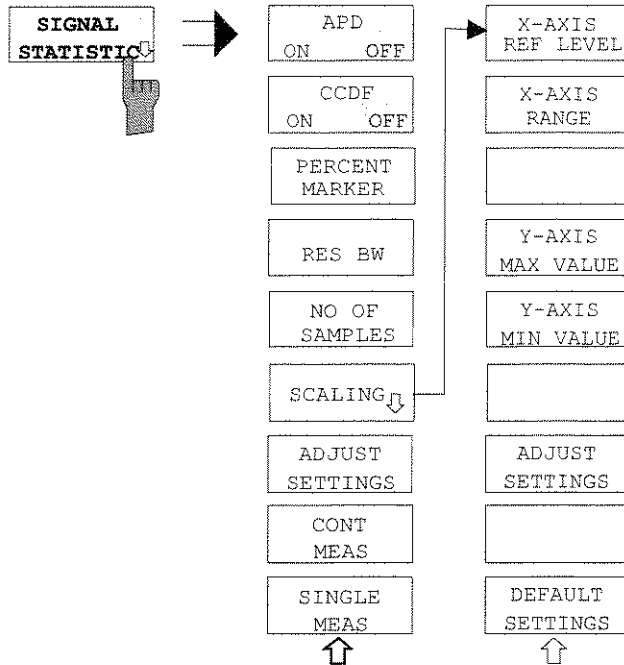 SIGNAL
STATISTIC
APD
ON OFF
CCDF
ON OFF
PERCENT
MARKER
RES BW
NO OF
SAMPLES
SCALING
ADJUST
SETTINGS
CONT
MEAS
SINGLE
MEAS
X-AXIS
REF LEVEL
X-AXIS
RANGE
Y-AXIS
MAX VALUE
Y-AXIS
MIN VALUE
ADJUST
SETTINGS
DEFAULT
SETTINGS